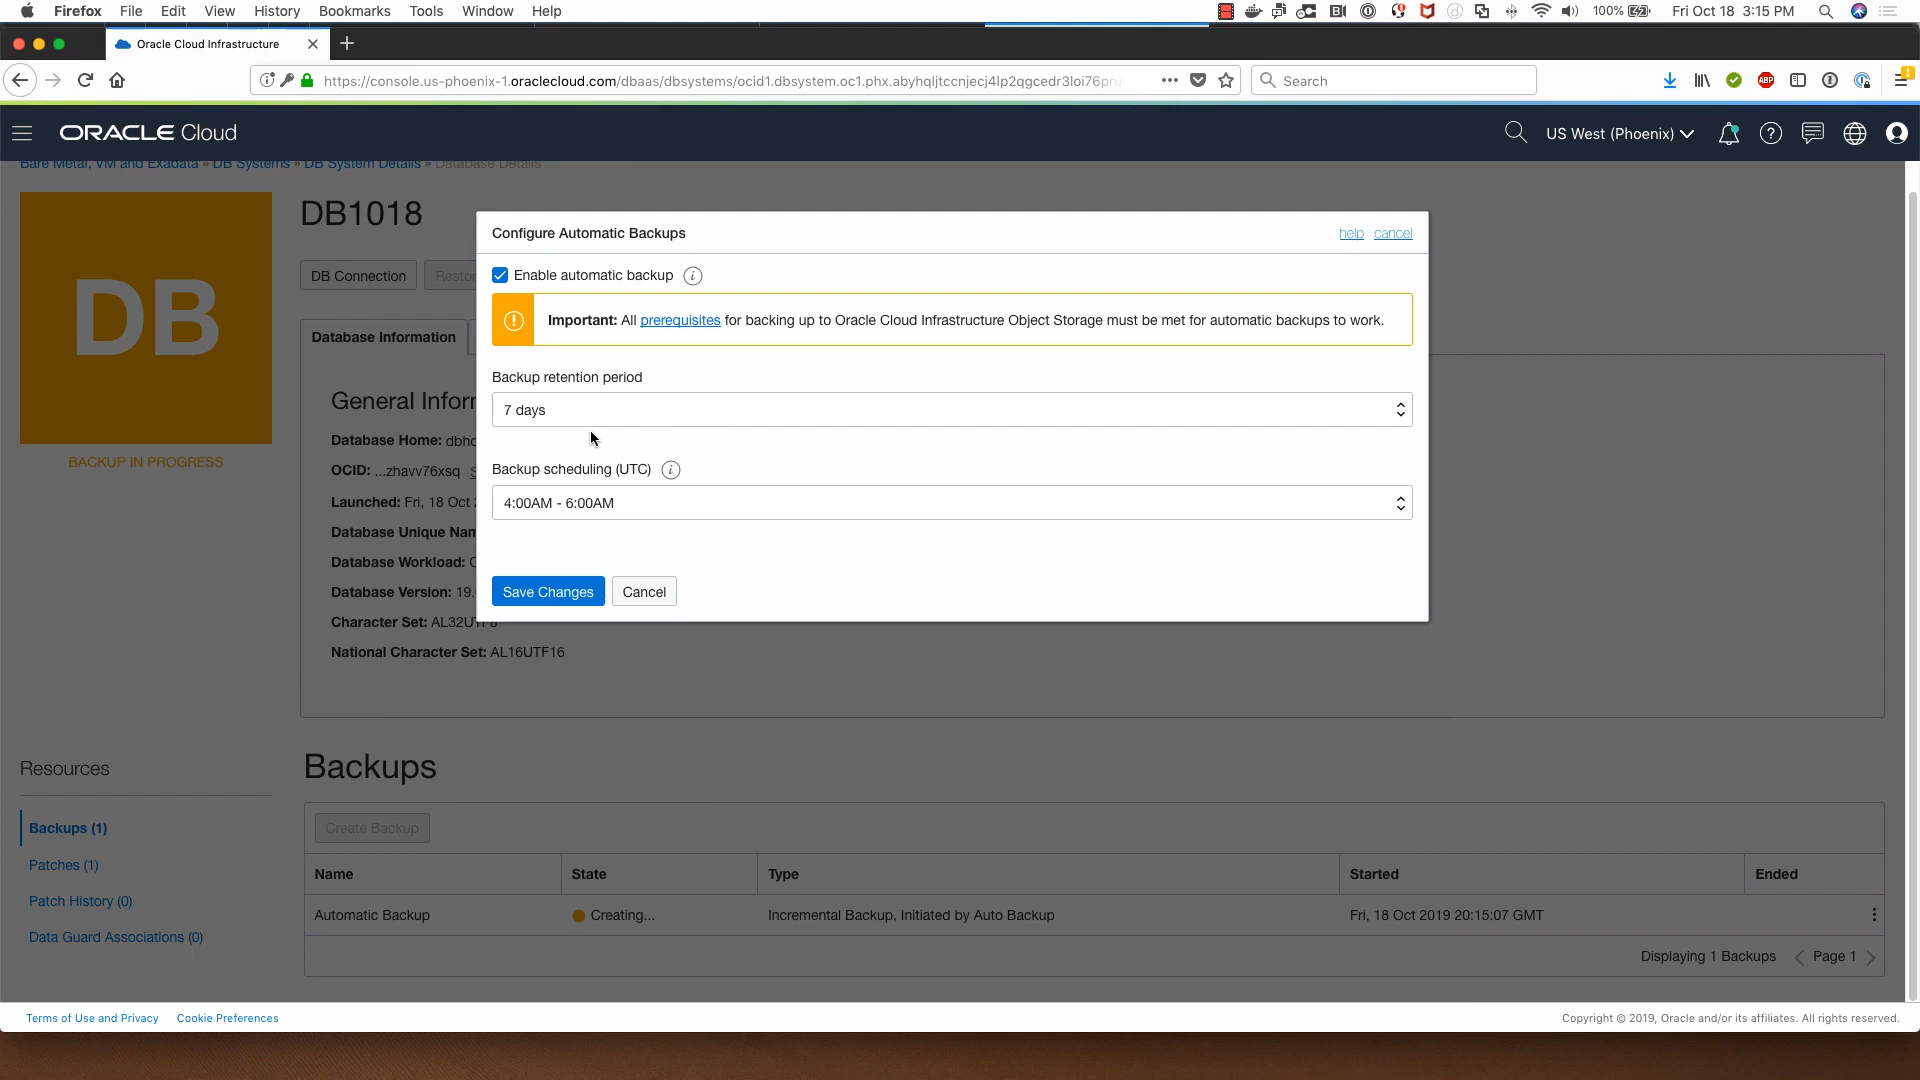 Firefox File Edit View History Bookmarks Tools Window Help 100% Fri Oct 18 3:15 PM
Oracle Cloud Infrastructure
https://console.us-phoenix-1.oraclecloud.com/dbaas/dbsystems/ocid1.dbsystem.oc1.phx.abyhqljtccnjecj4lp2qgcedr3loi76pru Search
ORACLE Cloud US West (Phoenix)
Bare Metal, VM and Exadata » DB Systems » DB System Details » Database Details
DB
BACKUP IN PROGRESS
DB1018
DB Connection Restor
Database Information
General Inforr
Database Home: dbho
OCID: ...zhavv76xsq
Launched: Fri, 18 Oct 2
Database Unique Nam
Database Workload:
Database Version: 19.
Character Set: AL32UTF8
National Character Set: AL16UTF16
Configure Automatic Backups help cancel
Enable automatic backup
Important: All prerequisites for backing up to Oracle Cloud Infrastructure Object Storage must be met for automatic backups to work.
Backup retention period
7 days
Backup scheduling (UTC)
4:00AM - 6:00AM
Save Changes Cancel
Resources
Backups (1)
Patches (1)
Patch History (0)
Data Guard Associations (0)
Backups
Create Backup
Name State Type Started Ended
Automatic Backup Creating... Incremental Backup, Initiated by Auto Backup Fri, 18 Oct 2019 20:15:07 GMT
Displaying 1 Backups Page 1
Terms of Use and Privacy Cookie Preferences Copyright © 2019, Oracle and/or its affiliates. All rights reserved.